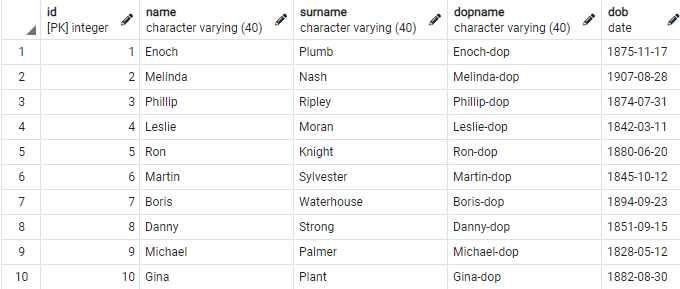 id name surname dopname dob
[PK] integer character varying (40) character varying (40) character varying (40) date
1 1 Enoch Plumb Enoch-dop 1875-11-17
2 2 Melinda Nash Melinda-dop 1907-08-28
3 3 Phillip Ripley Phillip-dop 1874-07-31
4 4 Leslie Moran Leslie-dop 1842-03-11
5 5 Ron Knight Ron-dop 1880-06-20
6 6 Martin Sylvester Martin-dop 1845-10-12
7 7 Boris Waterhouse Boris-dop 1894-09-23
8 8 Danny Strong Danny-dop 1851-09-15
9 9 Michael Palmer Michael-dop 1828-05-12
10 10 Gina Plant Gina-dop 1882-08-30